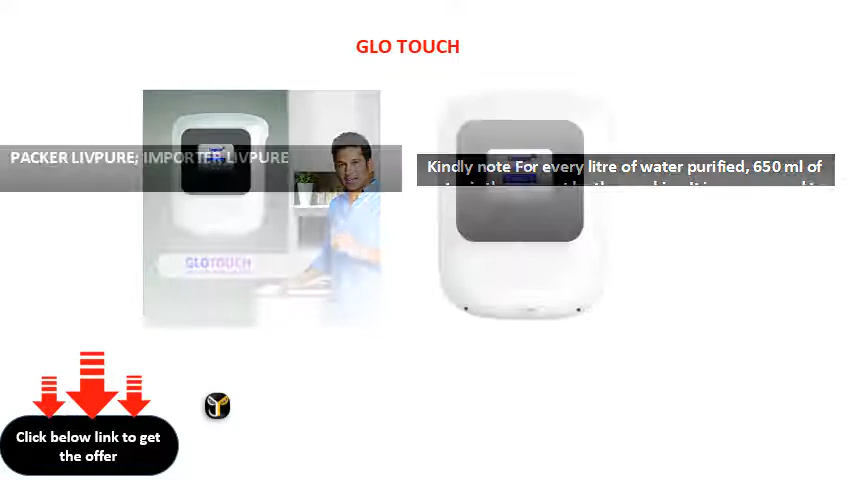 GLO TOUCH
PACKER LIVPURE; IMPORTER LIVPURE
Kindly note For every litre of water purified, 650 ml of
GLOTOUCH
Click below link to get
the offer